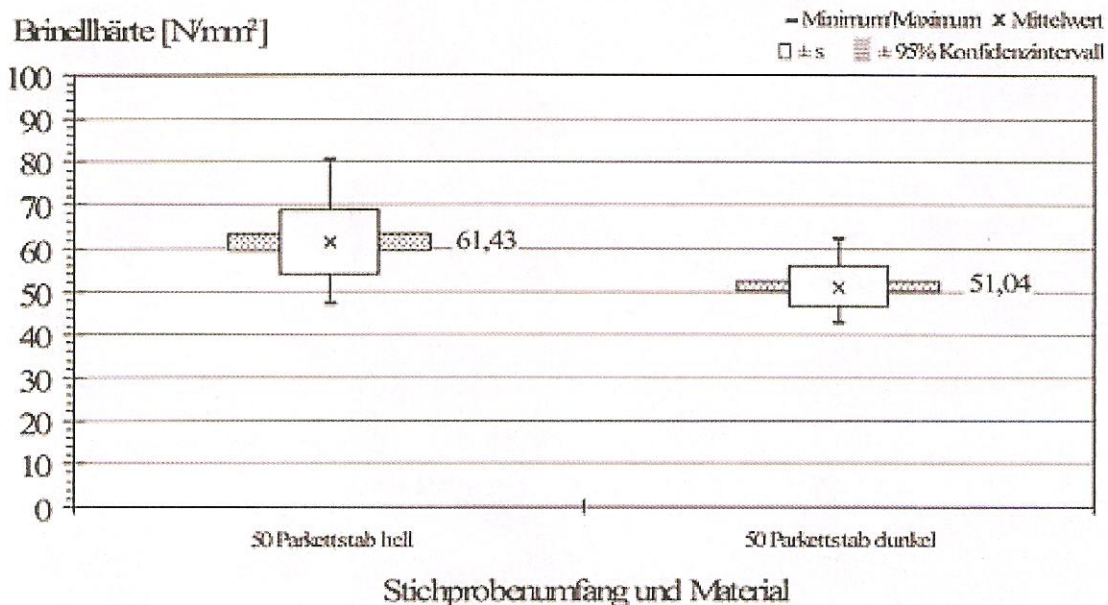 Brinellhärte [N/mm²]
– Minimum/Maximum × Mittelwert
□ ± s ± 95% Konfidenzintervall
100
90
80
70
60
50
40
30
20
10
0
61,43
51,04
50 Parkettstab hell
50 Parkettstab dunkel
Stichprobenumfang und Material